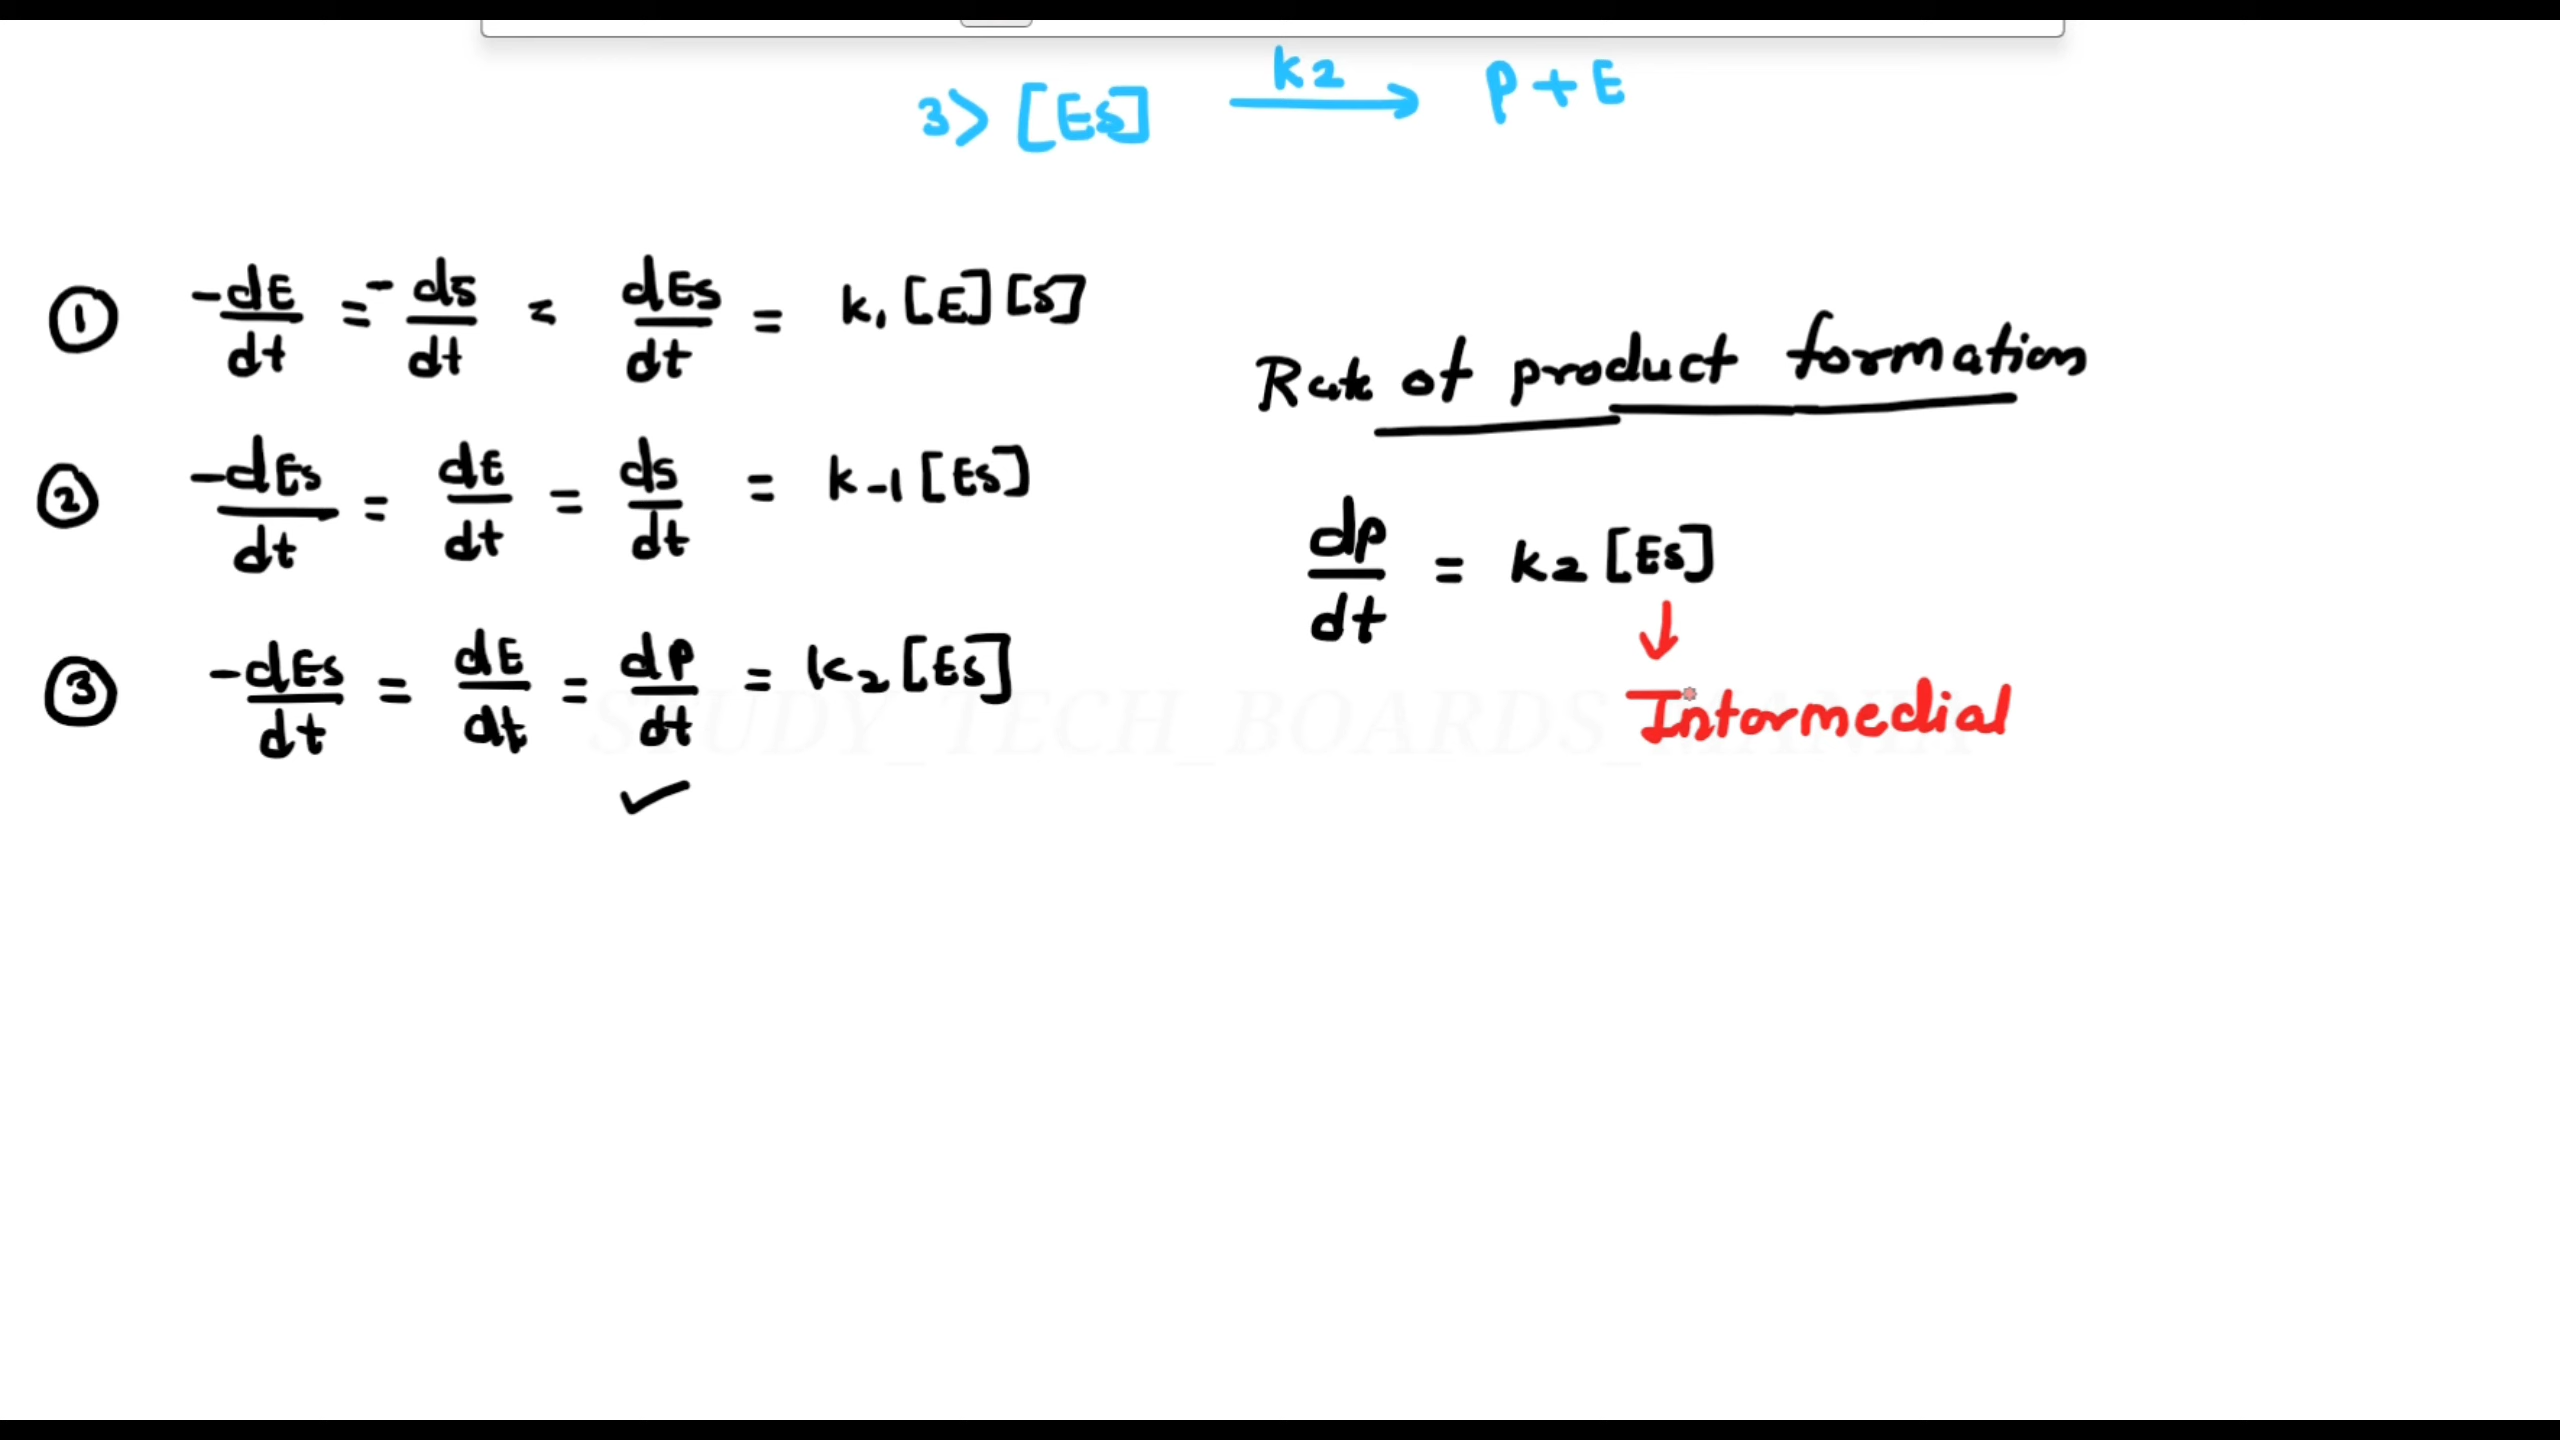 3> [Es] k2 → P + E
① -dE/dt = -ds/dt = dEs/dt = k1 [E][S]
Rate of product formation
② -dEs/dt = dE/dt = ds/dt = k-1 [Es]
dp/dt = k2 [Es]
↓
③ -dEs/dt = dE/dt = dP/dt = k2 [Es]
Intermedial
✓
STUDY_TECH_BOARDS_MANIA